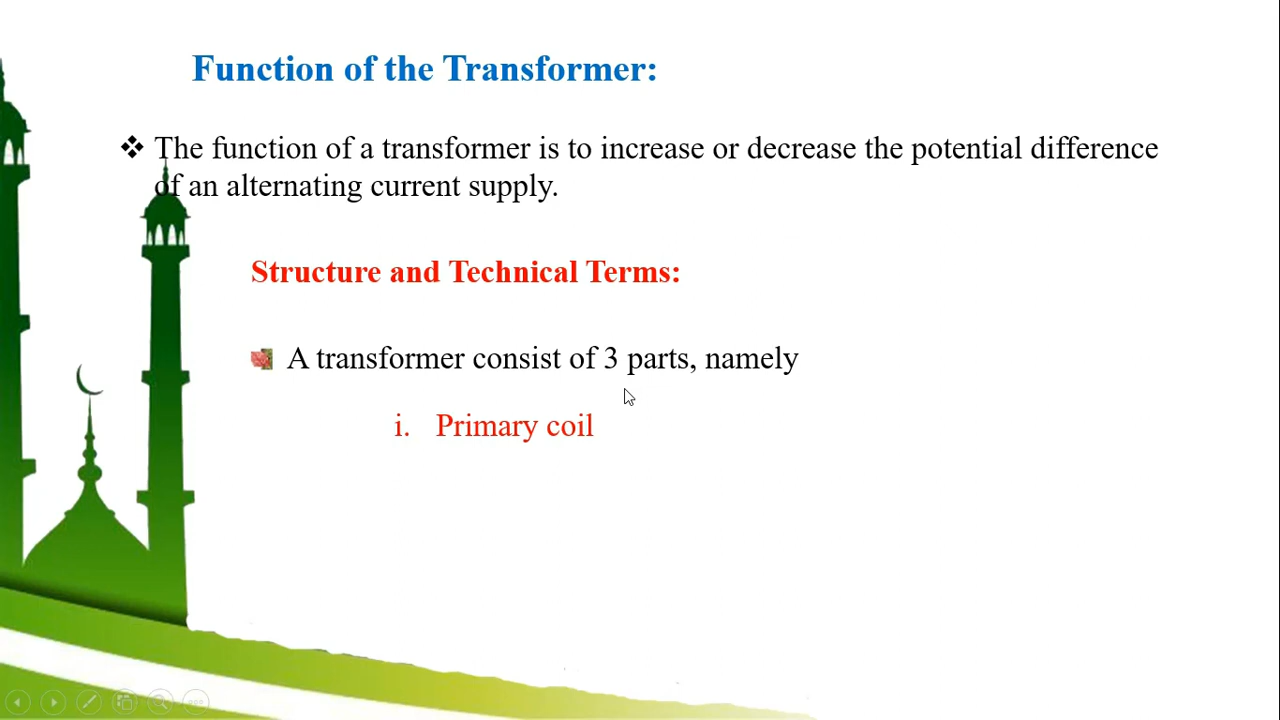 Function of the Transformer:
❖ The function of a transformer is to increase or decrease the potential difference
of an alternating current supply.
Structure and Technical Terms:
A transformer consist of 3 parts, namely
i. Primary coil